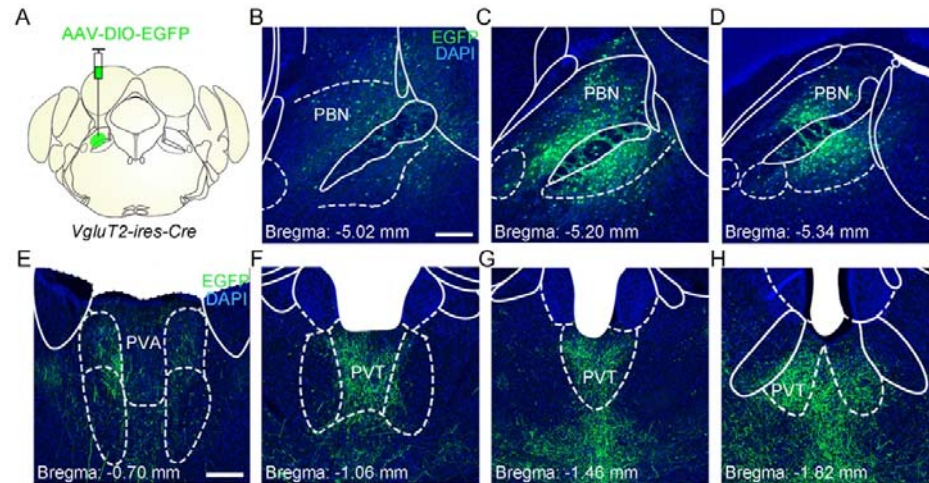 A
AAV-DIO-EGFP
VgluT2-ires-Cre
B
EGFP
DAPI
PBN
Bregma: -5.02 mm
C
PBN
Bregma: -5.20 mm
D
PBN
Bregma: -5.34 mm
E
EGFP
DAPI
PVA
Bregma: -0.70 mm
F
PVT
Bregma: -1.06 mm
G
PVT
Bregma: -1.46 mm
H
PVT
Bregma: -1.82 mm